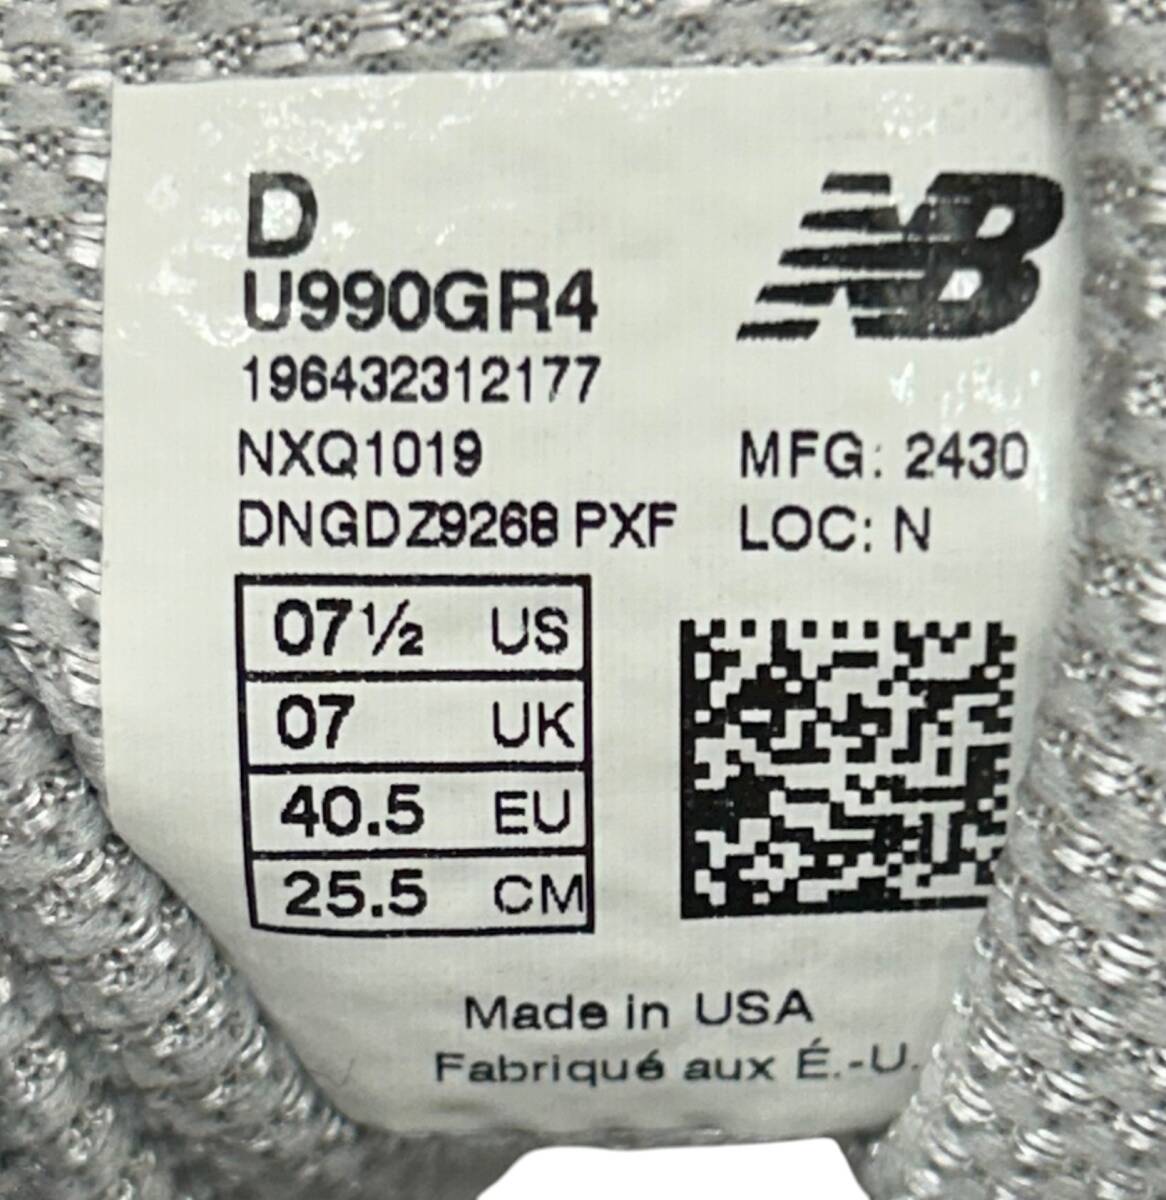 D
NB
U990GR4
196432312177
NXQ1019
MFG: 2430
DNGDZ9268 PXF
LOC: N
07½ US
07 UK
40.5 EU
25.5 CM
Made in USA
Fabriqué aux É.-U.